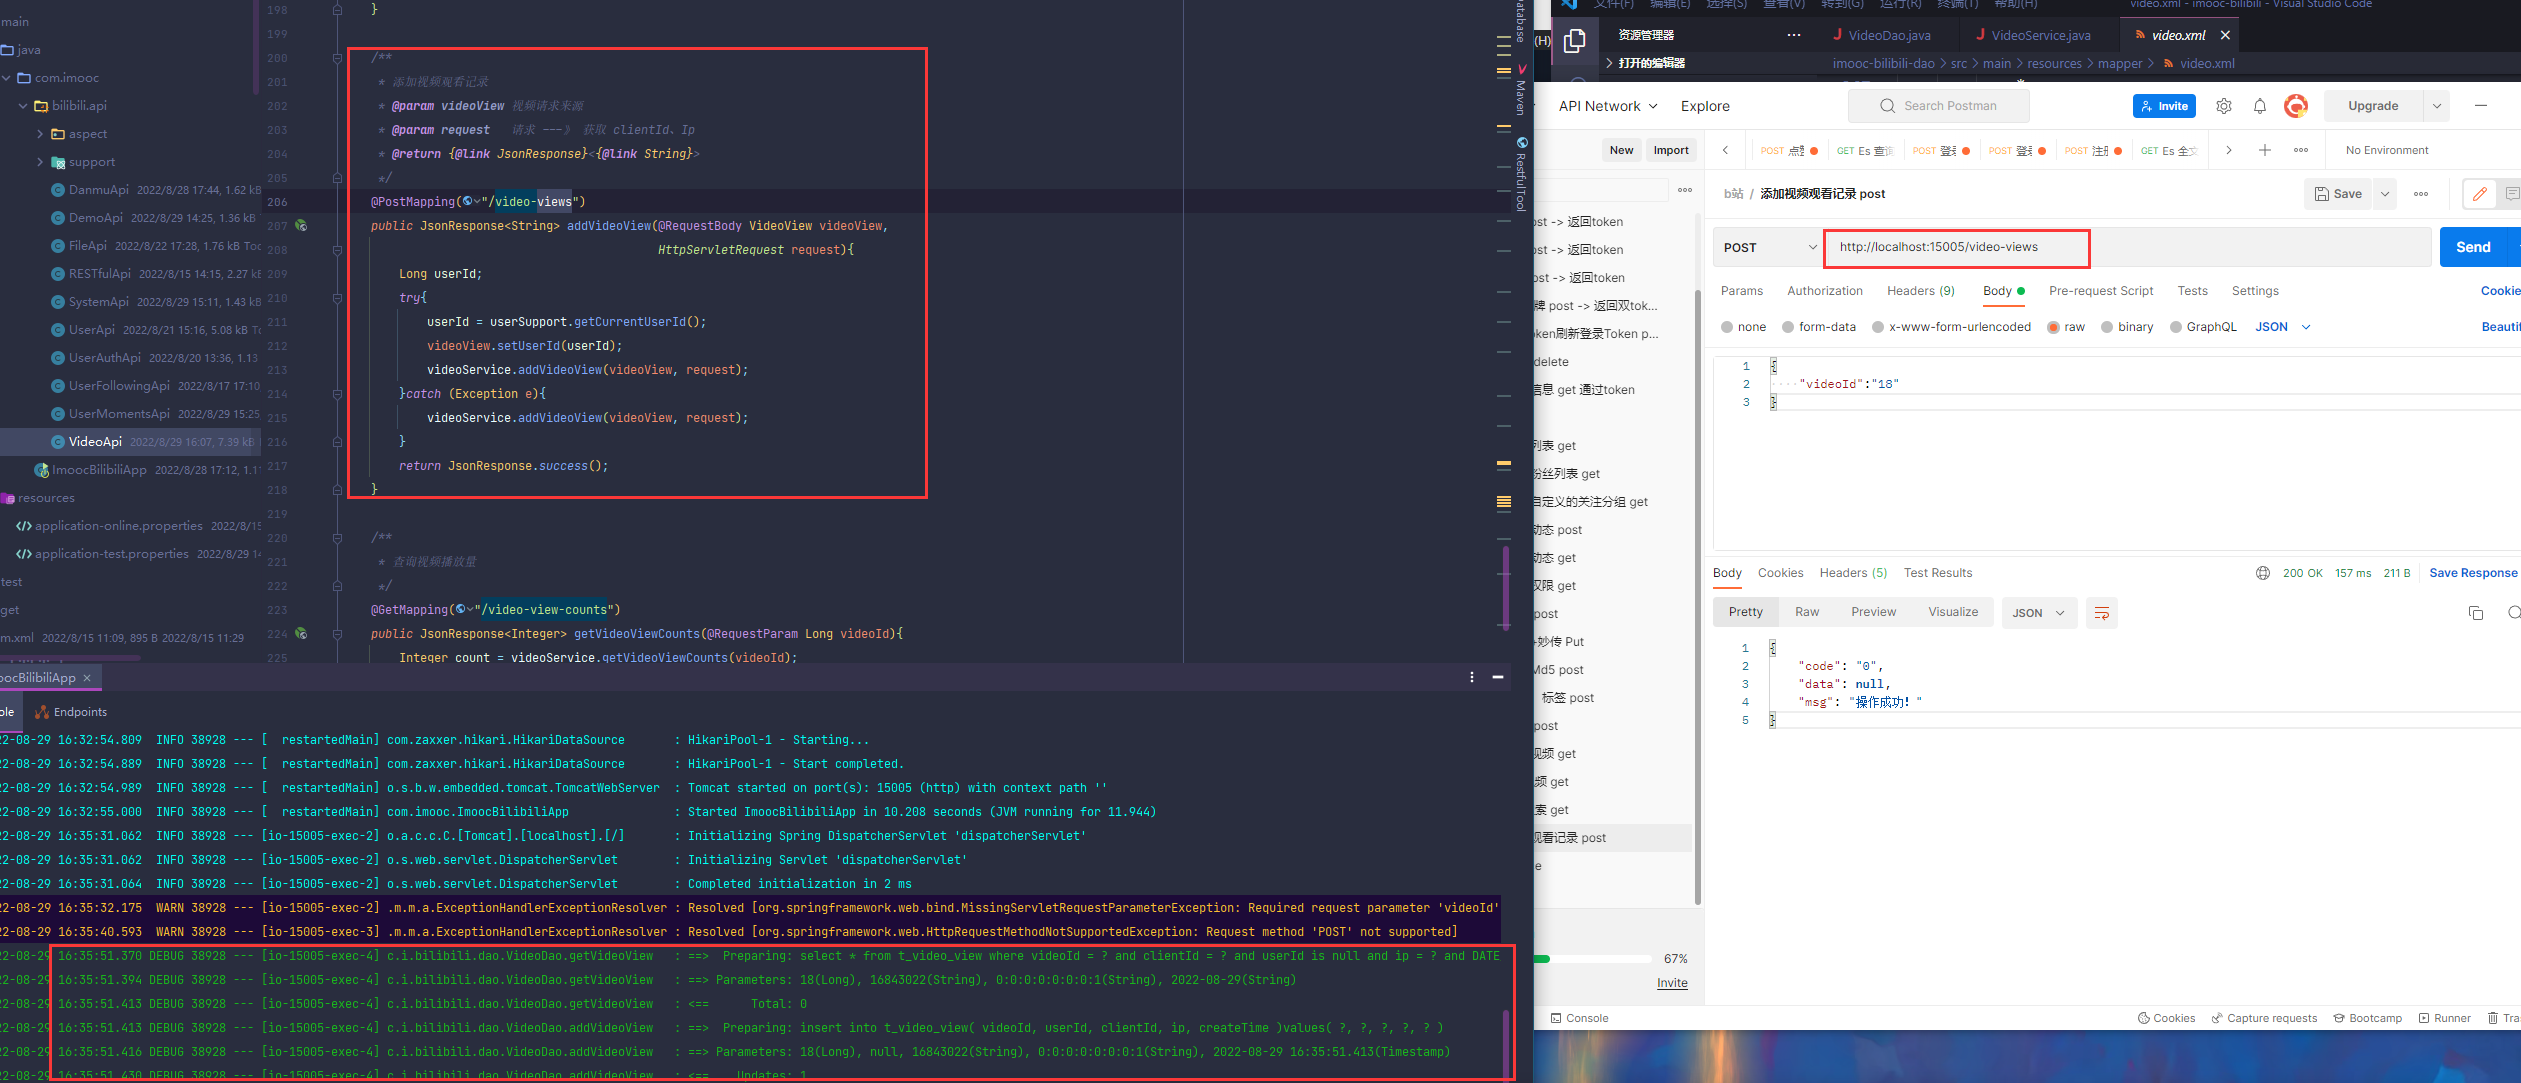 main
java
com.imooc
bilibili.api
aspect
support
DanmuApi 2022/8/28 17:44, 1.62 kB
DemoApi 2022/8/29 14:25, 1.36 kB
FileApi 2022/8/22 17:28, 1.76 kB Too
RESTfulApi 2022/8/15 14:15, 2.27 k
SystemApi 2022/8/29 15:11, 1.43 k
UserApi 2022/8/21 15:16, 5.08 kB To
UserAuthApi 2022/8/20 13:36, 1.13
UserFollowingApi 2022/8/17 17:10
UserMomentsApi 2022/8/29 15:25
VideoApi 2022/8/29 16:07, 7.39 kB
ImoocBilibiliApp 2022/8/28 17:12, 1.1
resources
application-online.properties 2022/8/15
application-test.properties 2022/8/29 14
test
get
m.xml 2022/8/15 11:09, 895 B 2022/8/15 11:29
198 }
199
200 /**
201 * 添加视频观看记录
202 * @param videoView 视频请求来源
203 * @param request 请求 ---》 获取 clientId、Ip
204 * @return {@link JsonResponse}<{@link String}>
205 */
206 @PostMapping("/video-views")
207 public JsonResponse<String> addVideoView(@RequestBody VideoView videoView,
208 HttpServletRequest request){
209 Long userId;
210 try{
211 userId = userSupport.getCurrentUserId();
212 videoView.setUserId(userId);
213 videoService.addVideoView(videoView, request);
214 }catch (Exception e){
215 videoService.addVideoView(videoView, request);
216 }
217 return JsonResponse.success();
218 }
219
220 /**
221 * 查询视频播放量
222 */
223 @GetMapping("/video-view-counts")
224 public JsonResponse<Integer> getVideoViewCounts(@RequestParam Long videoId){
225 Integer count = videoService.getVideoViewCounts(videoId);
Database
Maven
RestfulTool
ocBilibiliApp ×
ole Endpoints
22-08-29 16:32:54.809 INFO 38928 --- [ restartedMain] com.zaxxer.hikari.HikariDataSource : HikariPool-1 - Starting...
22-08-29 16:32:54.889 INFO 38928 --- [ restartedMain] com.zaxxer.hikari.HikariDataSource : HikariPool-1 - Start completed.
22-08-29 16:32:54.989 INFO 38928 --- [ restartedMain] o.s.b.w.embedded.tomcat.TomcatWebServer : Tomcat started on port(s): 15005 (http) with context path ''
22-08-29 16:32:55.000 INFO 38928 --- [ restartedMain] com.imooc.ImoocBilibiliApp : Started ImoocBilibiliApp in 10.208 seconds (JVM running for 11.944)
22-08-29 16:35:31.062 INFO 38928 --- [io-15005-exec-2] o.a.c.c.C.[Tomcat].[localhost].[/] : Initializing Spring DispatcherServlet 'dispatcherServlet'
22-08-29 16:35:31.062 INFO 38928 --- [io-15005-exec-2] o.s.web.servlet.DispatcherServlet : Initializing Servlet 'dispatcherServlet'
22-08-29 16:35:31.064 INFO 38928 --- [io-15005-exec-2] o.s.web.servlet.DispatcherServlet : Completed initialization in 2 ms
22-08-29 16:35:32.175 WARN 38928 --- [io-15005-exec-2] .m.m.a.ExceptionHandlerExceptionResolver : Resolved [org.springframework.web.bind.MissingServletRequestParameterException: Required request parameter 'videoId'
22-08-29 16:35:40.593 WARN 38928 --- [io-15005-exec-3] .m.m.a.ExceptionHandlerExceptionResolver : Resolved [org.springframework.web.HttpRequestMethodNotSupportedException: Request method 'POST' not supported]
22-08-29 16:35:51.370 DEBUG 38928 --- [io-15005-exec-4] c.i.bilibili.dao.VideoDao.getVideoView : ==> Preparing: select * from t_video_view where videoId = ? and clientId = ? and userId is null and ip = ? and DATE
22-08-29 16:35:51.394 DEBUG 38928 --- [io-15005-exec-4] c.i.bilibili.dao.VideoDao.getVideoView : ==> Parameters: 18(Long), 16843022(String), 0:0:0:0:0:0:0:1(String), 2022-08-29(String)
22-08-29 16:35:51.413 DEBUG 38928 --- [io-15005-exec-4] c.i.bilibili.dao.VideoDao.getVideoView : <== Total: 0
22-08-29 16:35:51.413 DEBUG 38928 --- [io-15005-exec-4] c.i.bilibili.dao.VideoDao.addVideoView : ==> Preparing: insert into t_video_view( videoId, userId, clientId, ip, createTime )values( ?, ?, ?, ?, ? )
22-08-29 16:35:51.416 DEBUG 38928 --- [io-15005-exec-4] c.i.bilibili.dao.VideoDao.addVideoView : ==> Parameters: 18(Long), null, 16843022(String), 0:0:0:0:0:0:0:1(String), 2022-08-29 16:35:51.413(Timestamp)
22-08-29 16:35:51.430 DEBUG 38928 --- [io-15005-exec-4] c.i.bilibili.dao.VideoDao.addVideoView : <== Updates: 1
文件(F) 编辑(E) 选择(S) 查看(V) 转到(G) 运行(R) 终端(T) 帮助(H) video.xml - imooc-bilibili - Visual Studio Code
(H)
资源管理器 ··· VideoDao.java VideoService.java video.xml ×
打开的编辑器 imooc-bilibili-dao > src > main > resources > mapper > video.xml
API Network Explore Search Postman Invite Upgrade
New Import POST 点 GET Es 查询 POST 登录 POST 登录 POST 注册 GET Es 全文 No Environment
b站 / 添加视频观看记录 post Save
POST http://localhost:15005/video-views Send
Params Authorization Headers (9) Body Pre-request Script Tests Settings Cookie
none form-data x-www-form-urlencoded raw binary GraphQL JSON Beautif
1 {
2 "videoId":"18"
3 }
ost -> 返回token
ost -> 返回token
ost -> 返回token
牌 post -> 返回双tok...
oken刷新登录Token p...
delete
信息 get 通过token
列表 get
粉丝列表 get
自定义的关注分组 get
动态 post
动态 get
权限 get
post
+妙传 Put
Md5 post
标签 post
post
视频 get
频 get
索 get
观看记录 post
e
67%
Invite
Body Cookies Headers (5) Test Results 200 OK 157 ms 211 B Save Response
Pretty Raw Preview Visualize JSON
1 {
2 "code": "0",
3 "data": null,
4 "msg": "操作成功！"
5 }
Console Cookies Capture requests Bootcamp Runner Tra